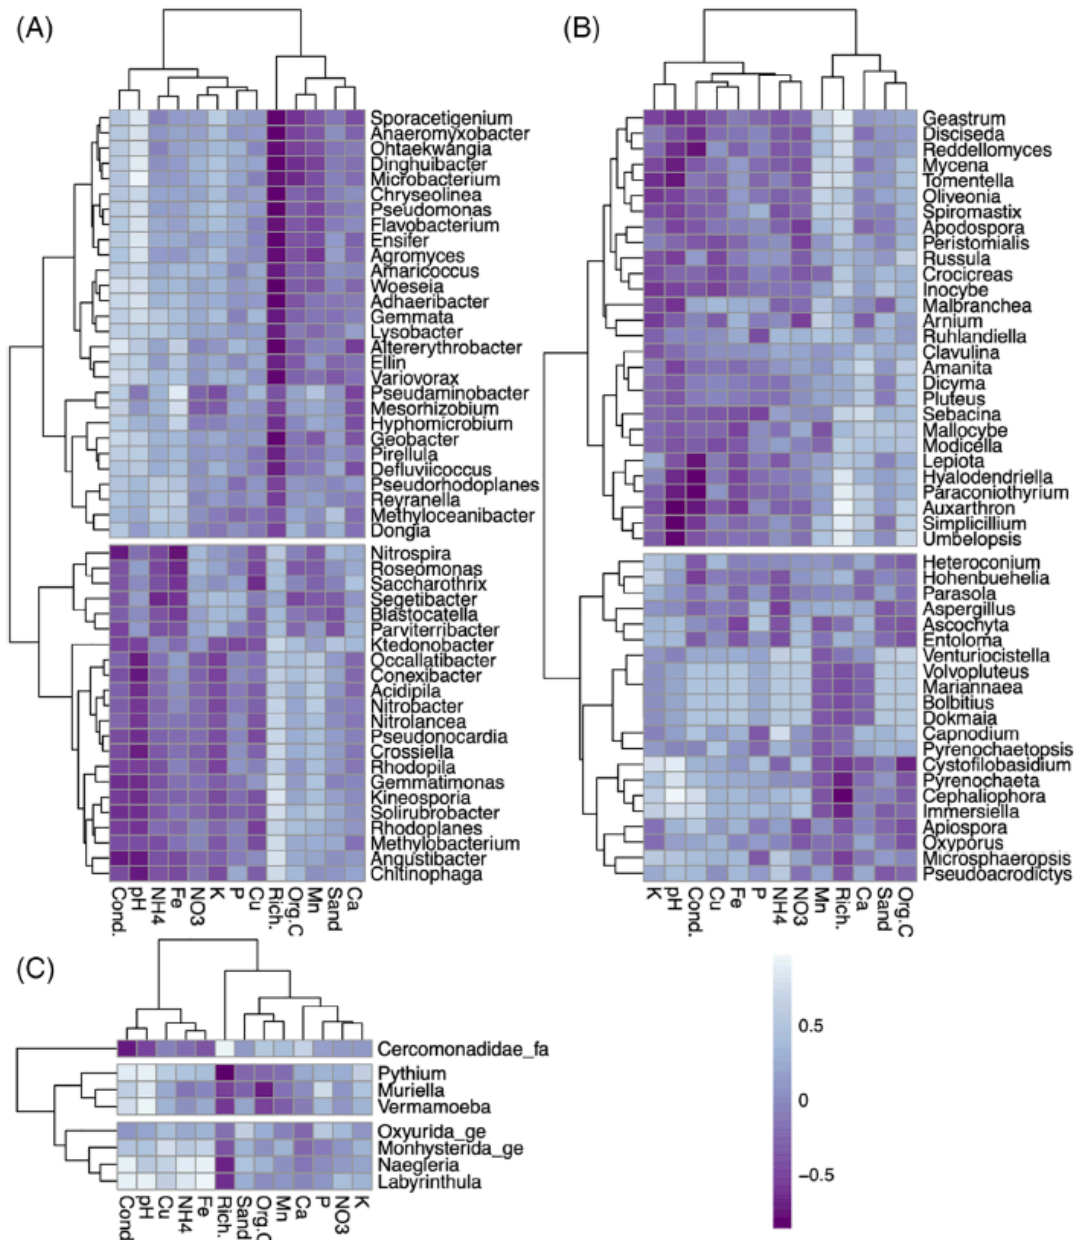 (A)
Sporacetigenium
Anaeromyxobacter
Ohtaekwangia
Dinghuibacter
Microbacterium
Chryseolinea
Pseudomonas
Flavobacterium
Ensifer
Agromyces
Amaricoccus
Woeseia
Adhaeribacter
Gemmata
Lysobacter
Altererythrobacter
Ellin
Variovorax
Pseudaminobacter
Mesorhizobium
Hyphomicrobium
Geobacter
Pirellula
Defluviicoccus
Pseudorhodoplanes
Reyranella
Methyloceanibacter
Dongia
Nitrospira
Roseomonas
Saccharothrix
Segetibacter
Blastocatella
Parviterribacter
Ktedonobacter
Occallatibacter
Conexibacter
Acidipila
Nitrobacter
Nitrolancea
Pseudonocardia
Crossiella
Rhodopila
Gemmatimonas
Kineosporia
Solirubrobacter
Rhodoplanes
Methylobacterium
Angustibacter
Chitinophaga
Cond.
pH
NH4
Fe
NO3
K
P
Cu
Rich.
Org.C
Mn
Sand
Ca
(B)
Geastrum
Disciseda
Reddellomyces
Mycena
Tomentella
Oliveonia
Spiromastix
Apodospora
Peristomialis
Russula
Crocicreas
Inocybe
Malbranchea
Arnium
Ruhlandiella
Clavulina
Amanita
Dicyma
Pluteus
Sebacina
Mallocybe
Modicella
Lepiota
Hyalodendriella
Paraconiothyrium
Auxarthron
Simplicillium
Umbelopsis
Heteroconium
Hohenbuehelia
Parasola
Aspergillus
Ascochyta
Entoloma
Venturiocistella
Volvopluteus
Mariannaea
Bolbitius
Dokmaia
Capnodium
Pyrenochaetopsis
Cystofilobasidium
Pyrenochaeta
Cephaliophora
Immersiella
Apiospora
Oxyporus
Microsphaeropsis
Pseudoacrodictys
K
pH
Cond.
Cu
Fe
P
NH4
NO3
Mn
Rich.
Ca
Sand
Org.C
(C)
Cercomonadidae_fa
Pythium
Muriella
Vermamoeba
Oxyurida_ge
Monhysterida_ge
Naegleria
Labyrinthula
Cond
pH
Cu
NH4
Fe
Rich.
Sand
Org.C
Mn
Ca
P
NO3
K
0.5
0
−0.5